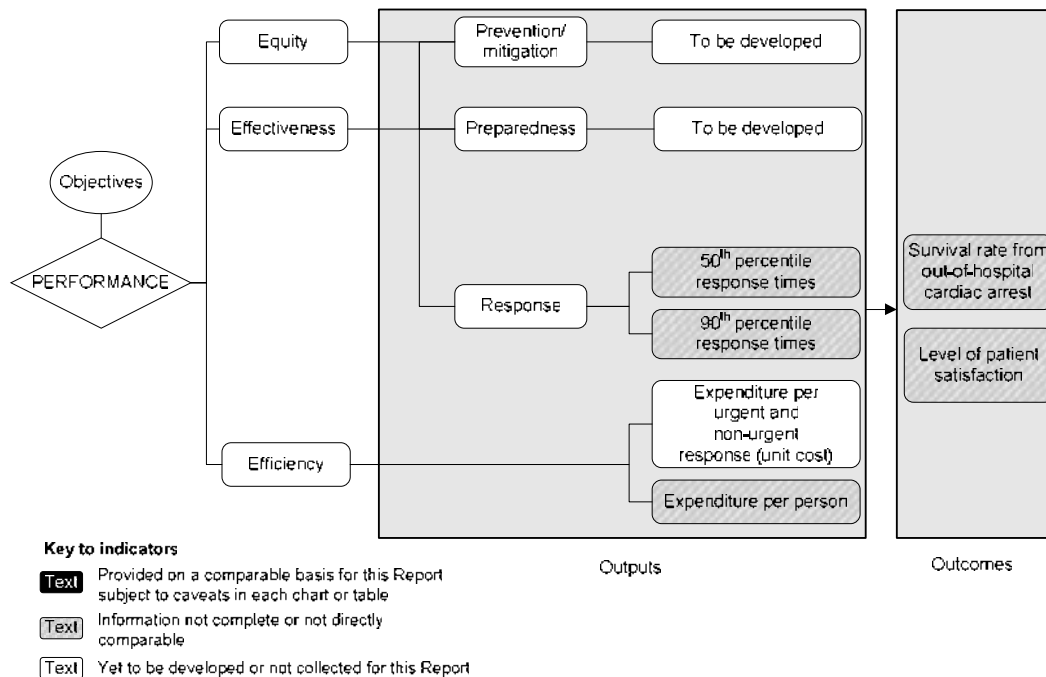 Equity
Prevention/
mitigation
To be developed
Effectiveness
Preparedness
To be developed
Objectives
PERFORMANCE
Response
50th percentile
response times
90th percentile
response times
Survival rate from
out-of-hospital
cardiac arrest
Level of patient
satisfaction
Efficiency
Expenditure per
urgent and
non-urgent
response (unit cost)
Expenditure per person
Outputs
Outcomes
Key to indicators
Text Provided on a comparable basis for this Report
subject to caveats in each chart or table
Text Information not complete or not directly
comparable
Text Yet to be developed or not collected for this Report